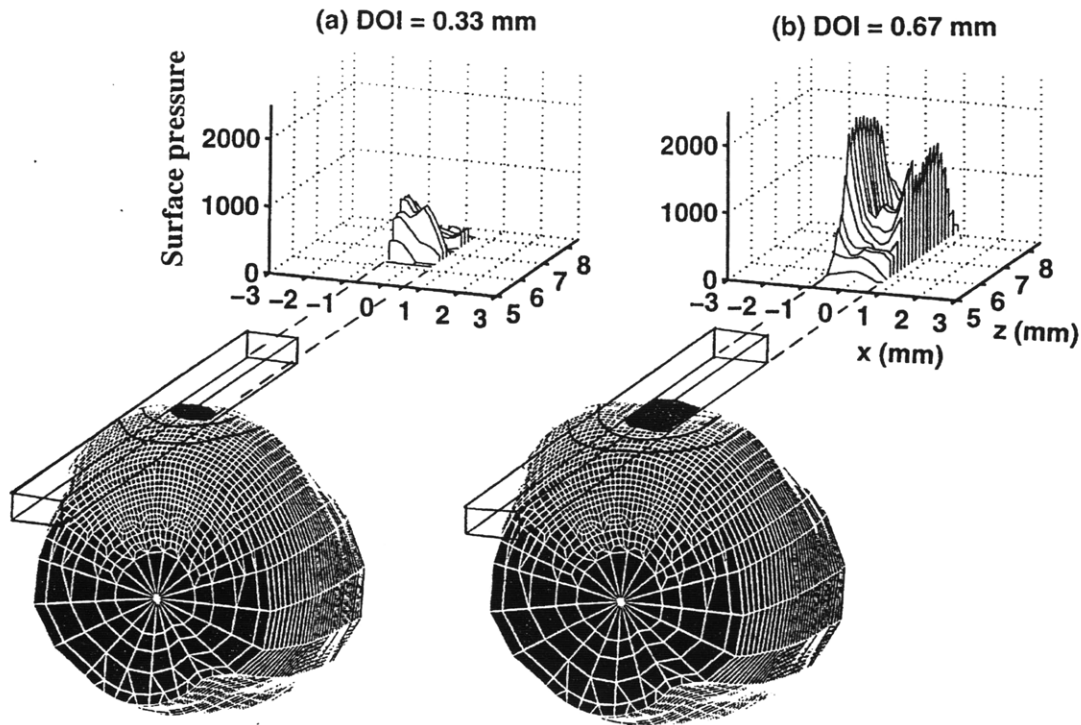 (a) DOI = 0.33 mm
(b) DOI = 0.67 mm
Surface pressure
2000
1000
0
−3 −2 −1 0 1 2 3 5 6 7 8
2000
1000
0
−3 −2 −1 0 1 2 3 5 6 7 8
x (mm)
z (mm)